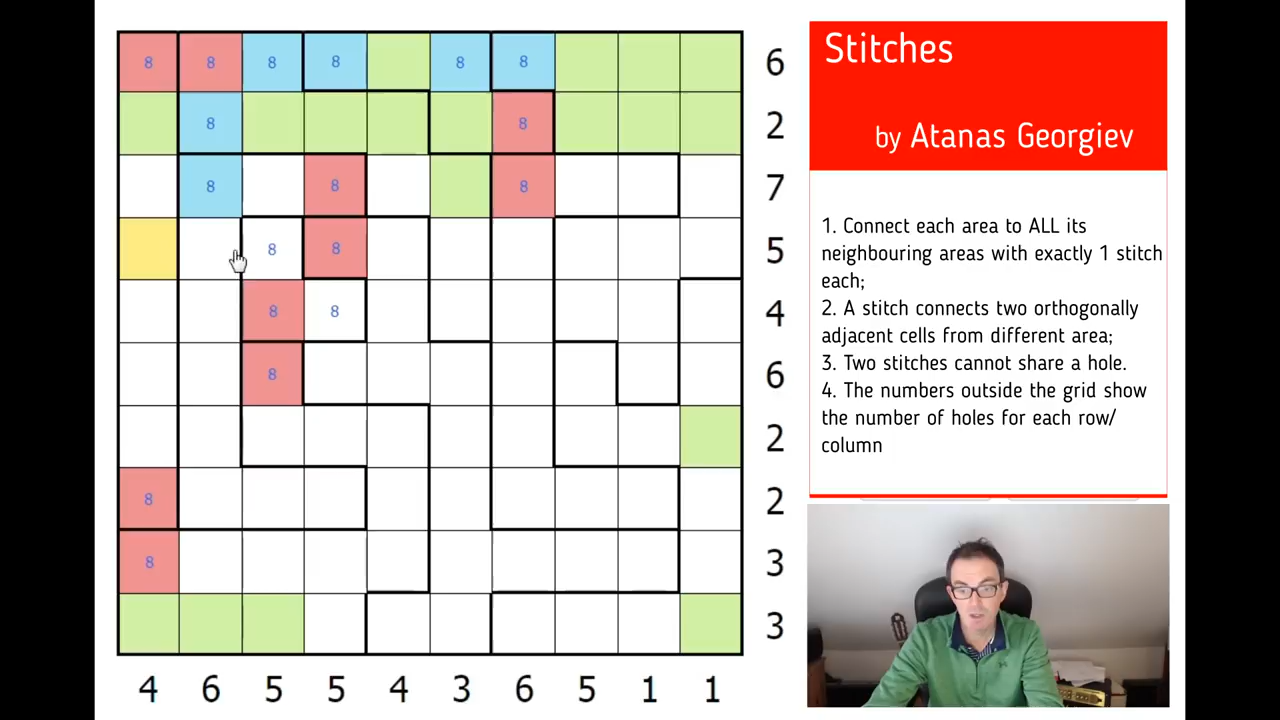 8 8 8 8 8 8 6
8 8 2
8 8 8 7
8 8 5
8 8 4
8 6
2
8 2
8 3
3
4 6 5 5 4 3 6 5 1 1
Stitches
by Atanas Georgiev
1. Connect each area to ALL its
neighbouring areas with exactly 1 stitch
each;
2. A stitch connects two orthogonally
adjacent cells from different area;
3. Two stitches cannot share a hole.
4. The numbers outside the grid show
the number of holes for each row/
column